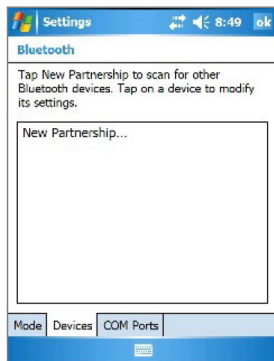 Settings 8:49 ok
Bluetooth
Tap New Partnership to scan for other
Bluetooth devices. Tap on a device to modify
its settings.
New Partnership...
Mode Devices COM Ports